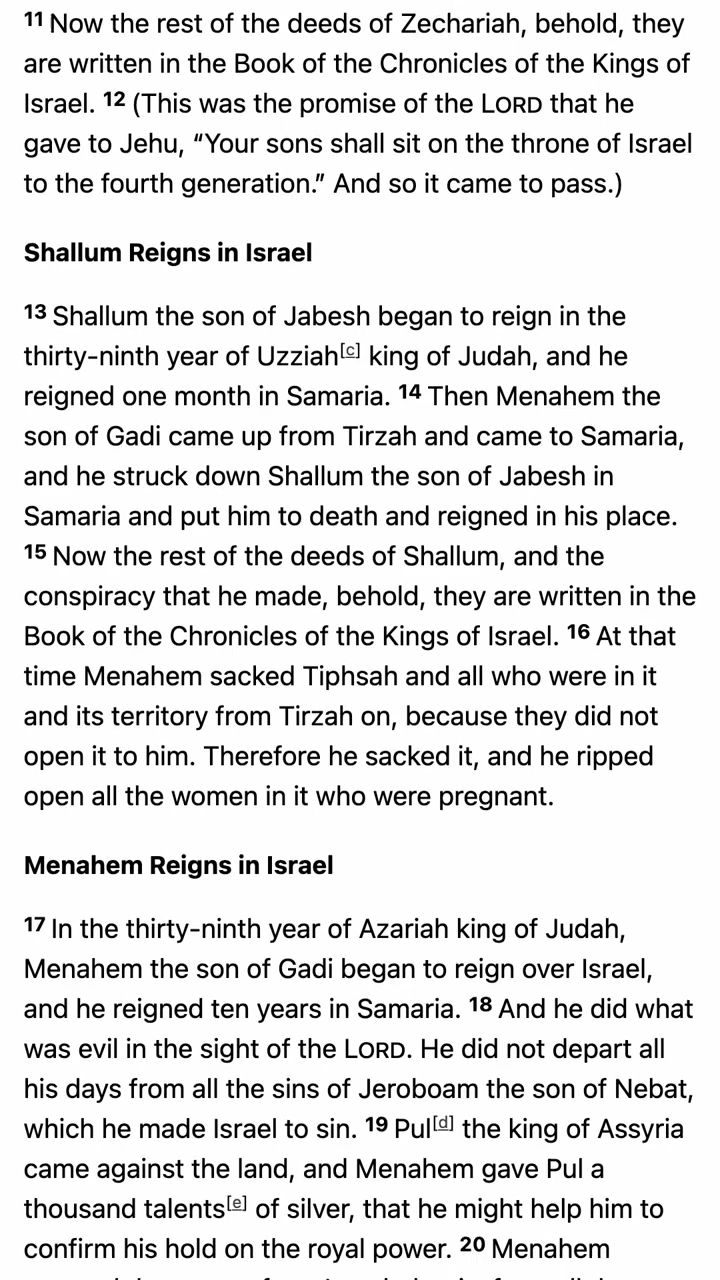 11 Now the rest of the deeds of Zechariah, behold, they
are written in the Book of the Chronicles of the Kings of
Israel. 12 (This was the promise of the LORD that he
gave to Jehu, “Your sons shall sit on the throne of Israel
to the fourth generation.” And so it came to pass.)
Shallum Reigns in Israel
13 Shallum the son of Jabesh began to reign in the
thirty-ninth year of Uzziah[c] king of Judah, and he
reigned one month in Samaria. 14 Then Menahem the
son of Gadi came up from Tirzah and came to Samaria,
and he struck down Shallum the son of Jabesh in
Samaria and put him to death and reigned in his place.
15 Now the rest of the deeds of Shallum, and the
conspiracy that he made, behold, they are written in the
Book of the Chronicles of the Kings of Israel. 16 At that
time Menahem sacked Tiphsah and all who were in it
and its territory from Tirzah on, because they did not
open it to him. Therefore he sacked it, and he ripped
open all the women in it who were pregnant.
Menahem Reigns in Israel
17 In the thirty-ninth year of Azariah king of Judah,
Menahem the son of Gadi began to reign over Israel,
and he reigned ten years in Samaria. 18 And he did what
was evil in the sight of the LORD. He did not depart all
his days from all the sins of Jeroboam the son of Nebat,
which he made Israel to sin. 19 Pul[d] the king of Assyria
came against the land, and Menahem gave Pul a
thousand talents[e] of silver, that he might help him to
confirm his hold on the royal power. 20 Menahem